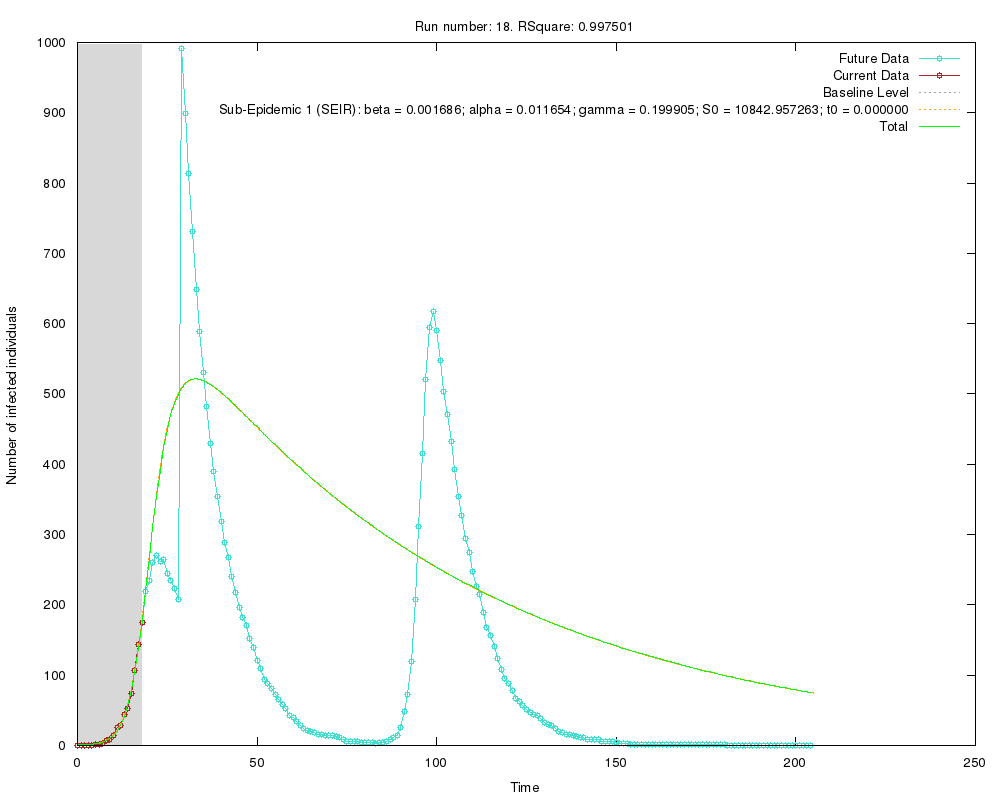 Run number: 18. RSquare: 0.997501
1000
900
800
700
600
500
400
300
200
100
0
Number of infected individuals
Future Data
Current Data
Baseline Level
Sub-Epidemic 1 (SEIR): beta = 0.001686; alpha = 0.011654; gamma = 0.199905; S0 = 10842.957263; t0 = 0.000000
Total
0 50 100 150 200 250
Time